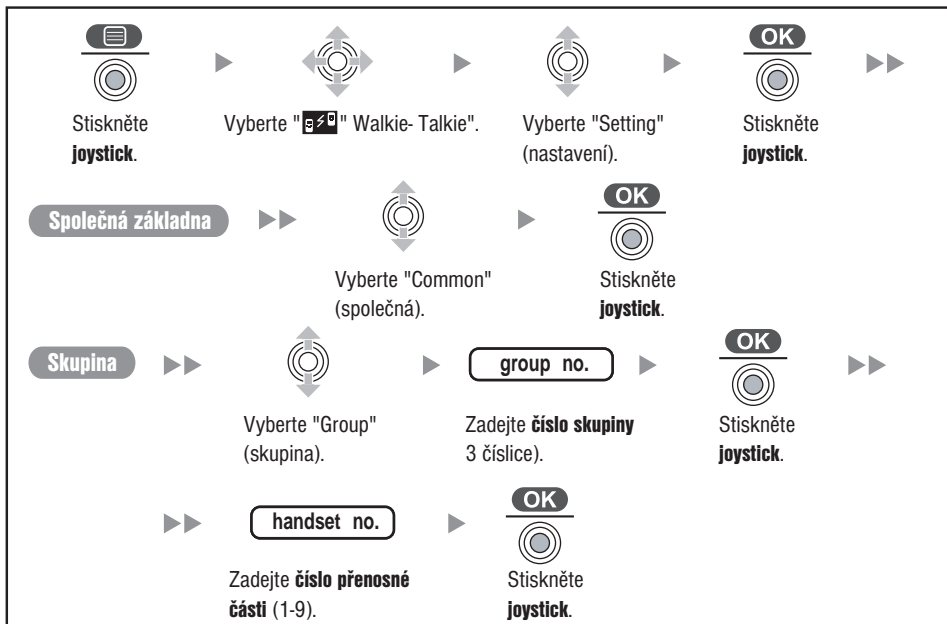 OK
OK
Stiskněte
joystick.
Vyberte "" Walkie- Talkie".
Vyberte "Setting"
(nastavení).
Stiskněte
joystick.
Společná základna
OK
Vyberte "Common"
(společná).
Stiskněte
joystick.
Skupina
group no.
OK
Vyberte "Group"
(skupina).
Zadejte číslo skupiny
3 číslice).
Stiskněte
joystick.
handset no.
OK
Zadejte číslo přenosné
části (1-9).
Stiskněte
joystick.